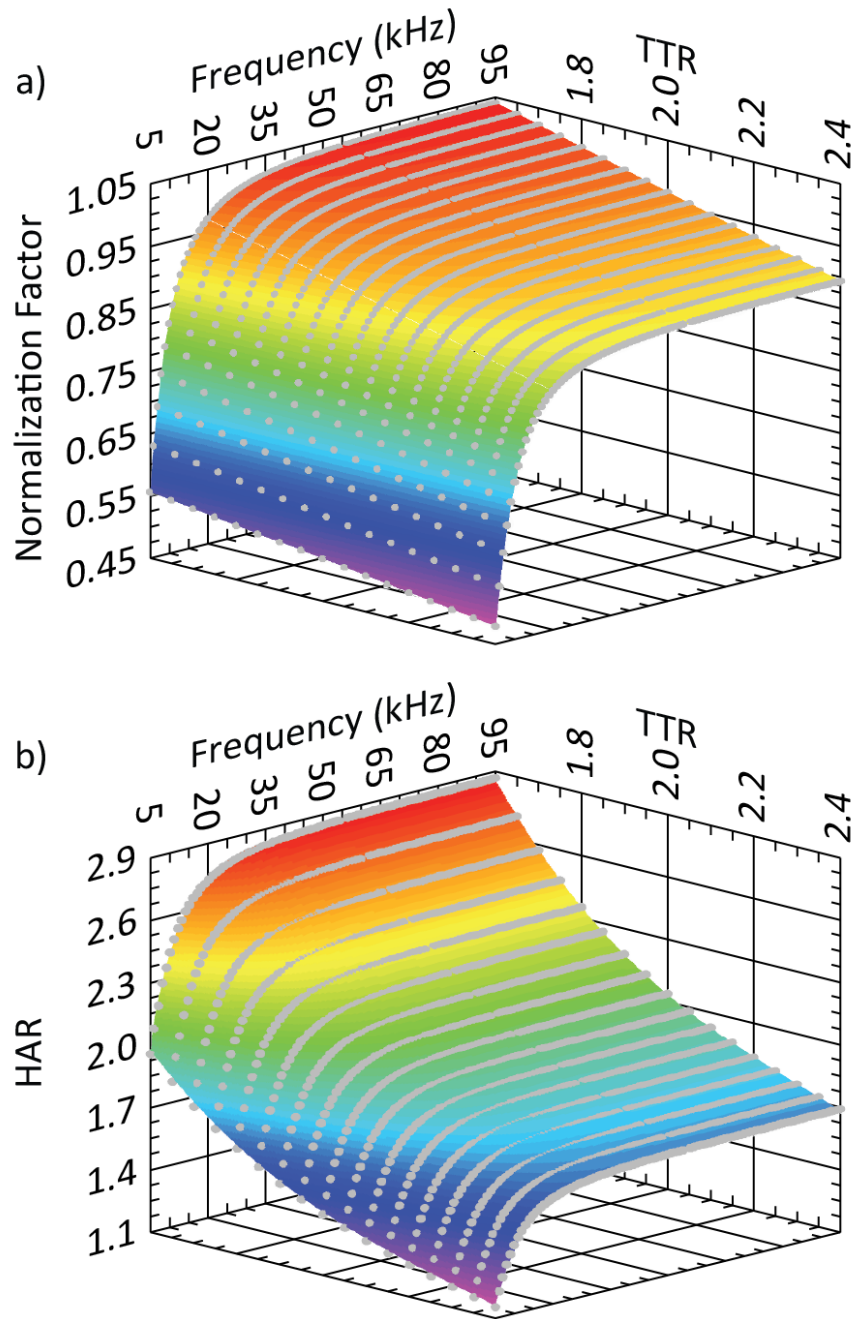 a)
Frequency (kHz)
TTR
5 20 35 50 65 80 95
1.8 2.0 2.2 2.4
Normalization Factor
1.05
0.95
0.85
0.75
0.65
0.55
0.45
b)
Frequency (kHz)
TTR
5 20 35 50 65 80 95
1.8 2.0 2.2 2.4
HAR
2.9
2.6
2.3
2.0
1.7
1.4
1.1